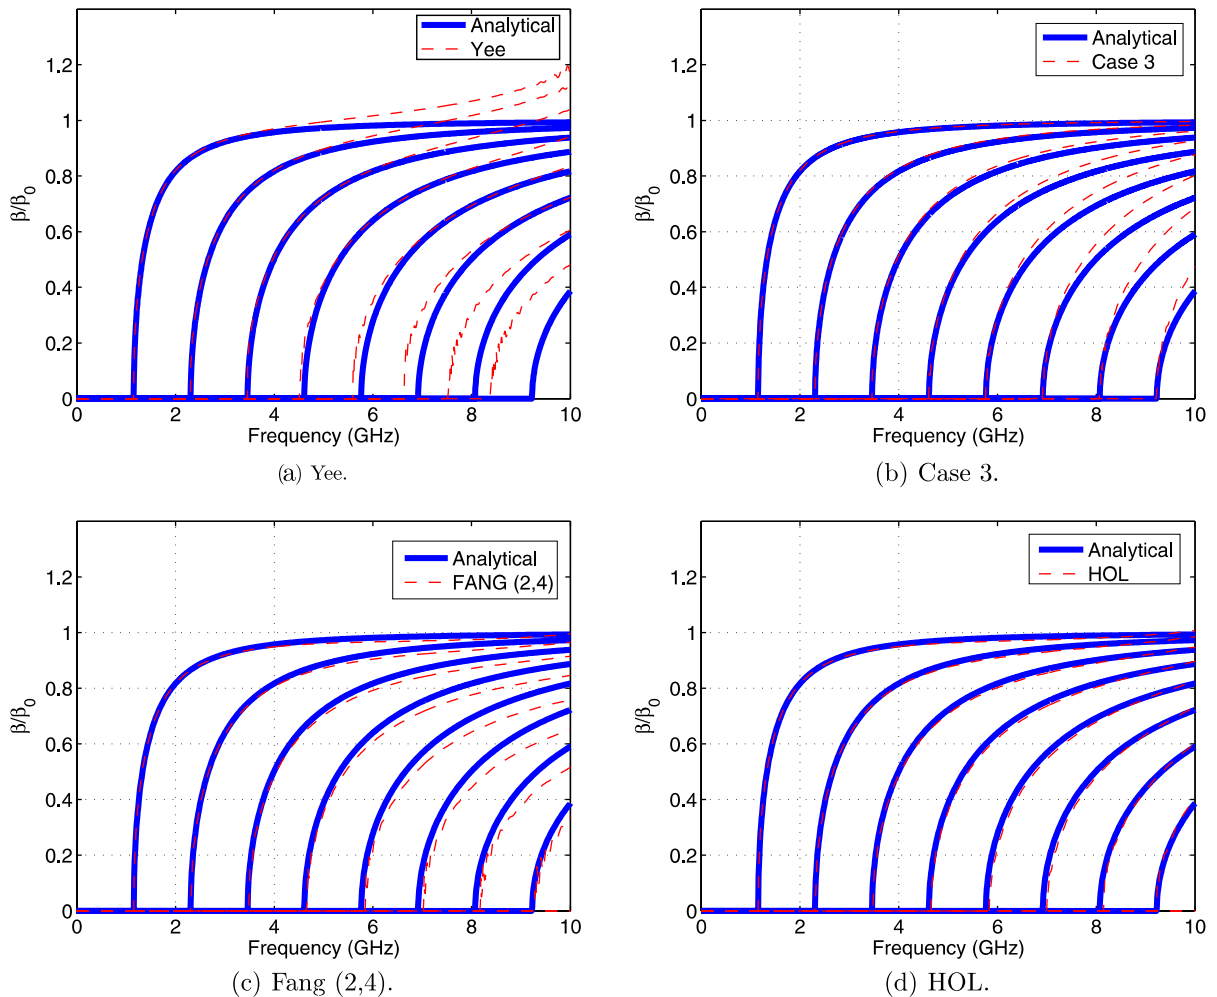 Analytical
Yee
1.2
1
0.8
0.6
0.4
0.2
0
β/β0
0 2 4 6 8 10
Frequency (GHz)
(a) Yee.
Analytical
Case 3
1.2
1
0.8
0.6
0.4
0.2
0
β/β0
0 2 4 6 8 10
Frequency (GHz)
(b) Case 3.
Analytical
FANG (2,4)
1.2
1
0.8
0.6
0.4
0.2
0
β/β0
0 2 4 6 8 10
Frequency (GHz)
(c) Fang (2,4).
Analytical
HOL
1.2
1
0.8
0.6
0.4
0.2
0
β/β0
0 2 4 6 8 10
Frequency (GHz)
(d) HOL.